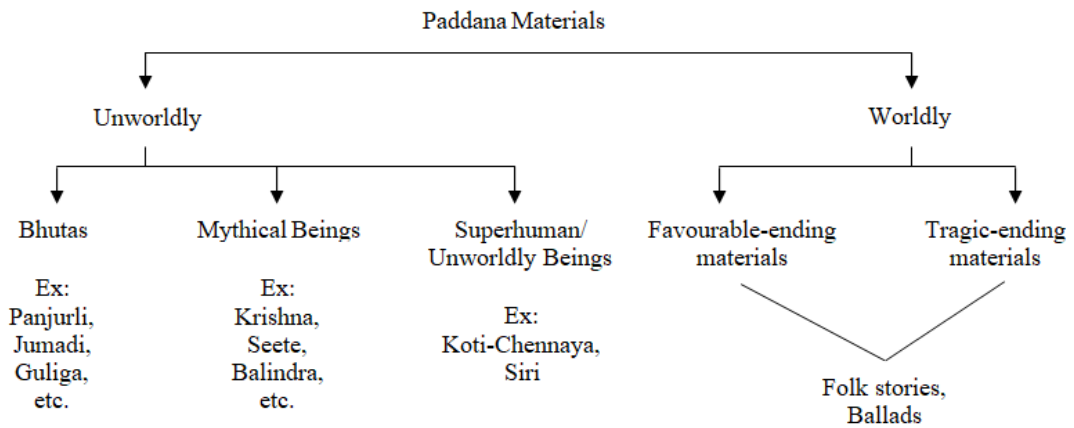 Paddana Materials
Unworldly
Worldly
Bhutas
Mythical Beings
Superhuman/
Unworldly Beings
Favourable-ending
materials
Tragic-ending
materials
Ex:
Panjurli,
Jumadi,
Guliga,
etc.
Ex:
Krishna,
Seete,
Balindra,
etc.
Ex:
Koti-Chennaya,
Siri
Folk stories,
Ballads